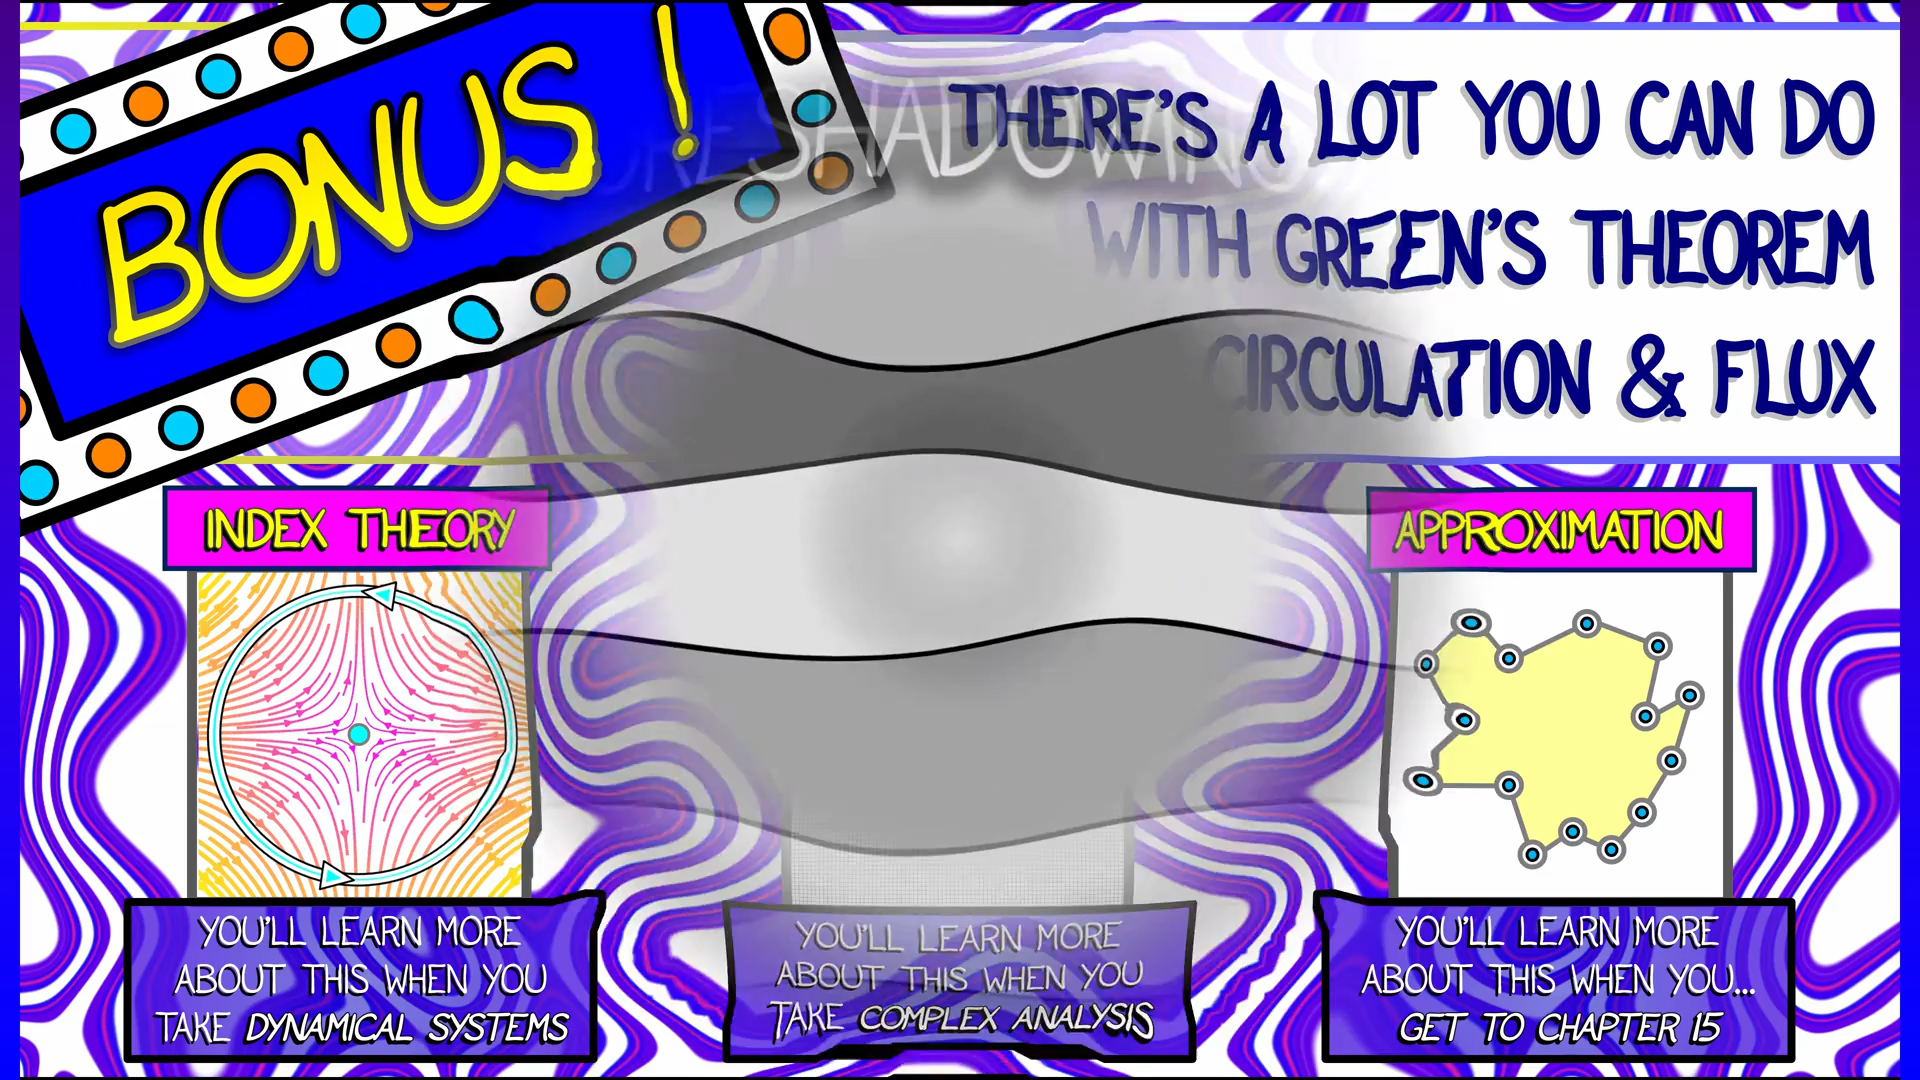 BONUS!
THERE'S A LOT YOU CAN DO
WITH GREEN'S THEOREM
CIRCULATION & FLUX
INDEX THEORY
YOU'LL LEARN MORE
ABOUT THIS WHEN YOU
TAKE DYNAMICAL SYSTEMS
YOU'LL LEARN MORE
ABOUT THIS WHEN YOU
TAKE COMPLEX ANALYSIS
APPROXIMATION
YOU'LL LEARN MORE
ABOUT THIS WHEN YOU...
GET TO CHAPTER 15